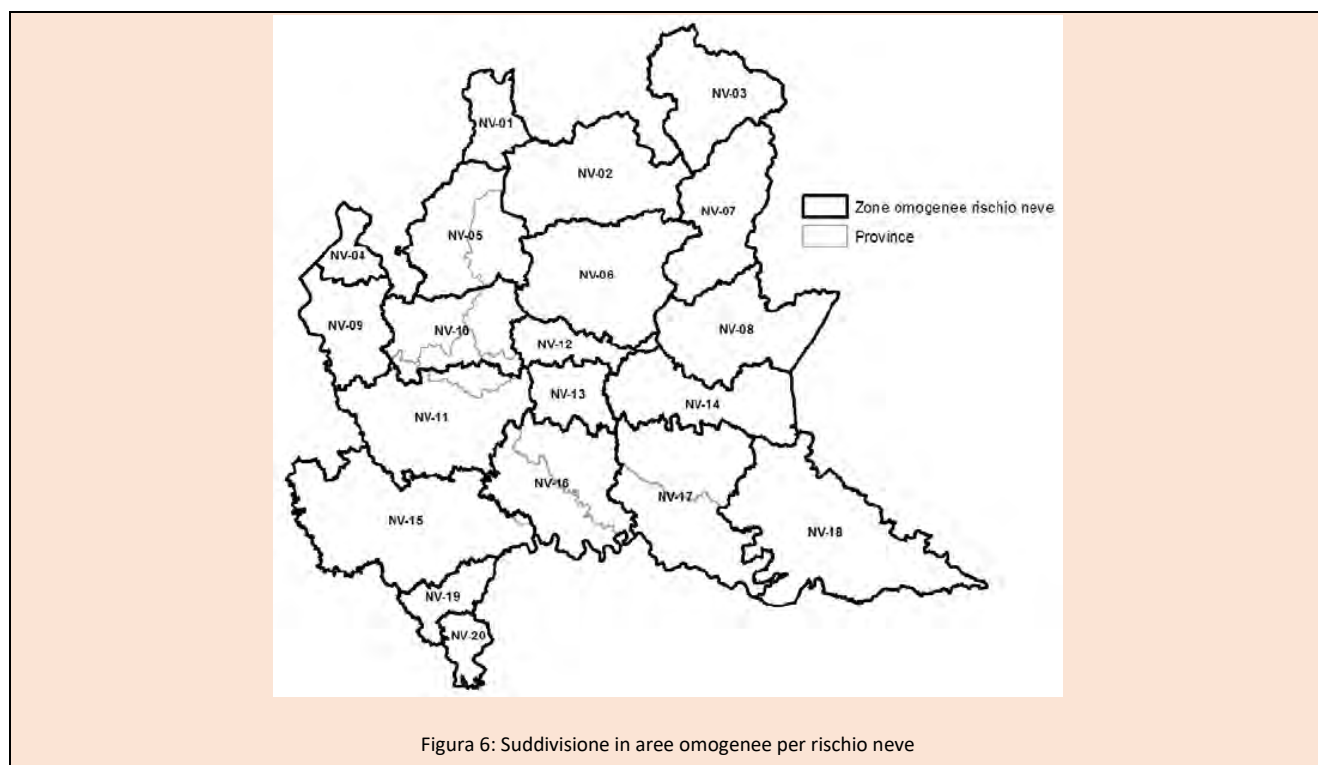 NV-03
NV-01
NV-02
NV-07
Zone omogenee rischio neve
Province
NV-05
NV-04
NV-06
NV-09
NV-10
NV-08
NV-12
NV-13
NV-14
NV-11
NV-16
NV-17
NV-15
NV-18
NV-19
NV-20
Figura 6: Suddivisione in aree omogenee per rischio neve